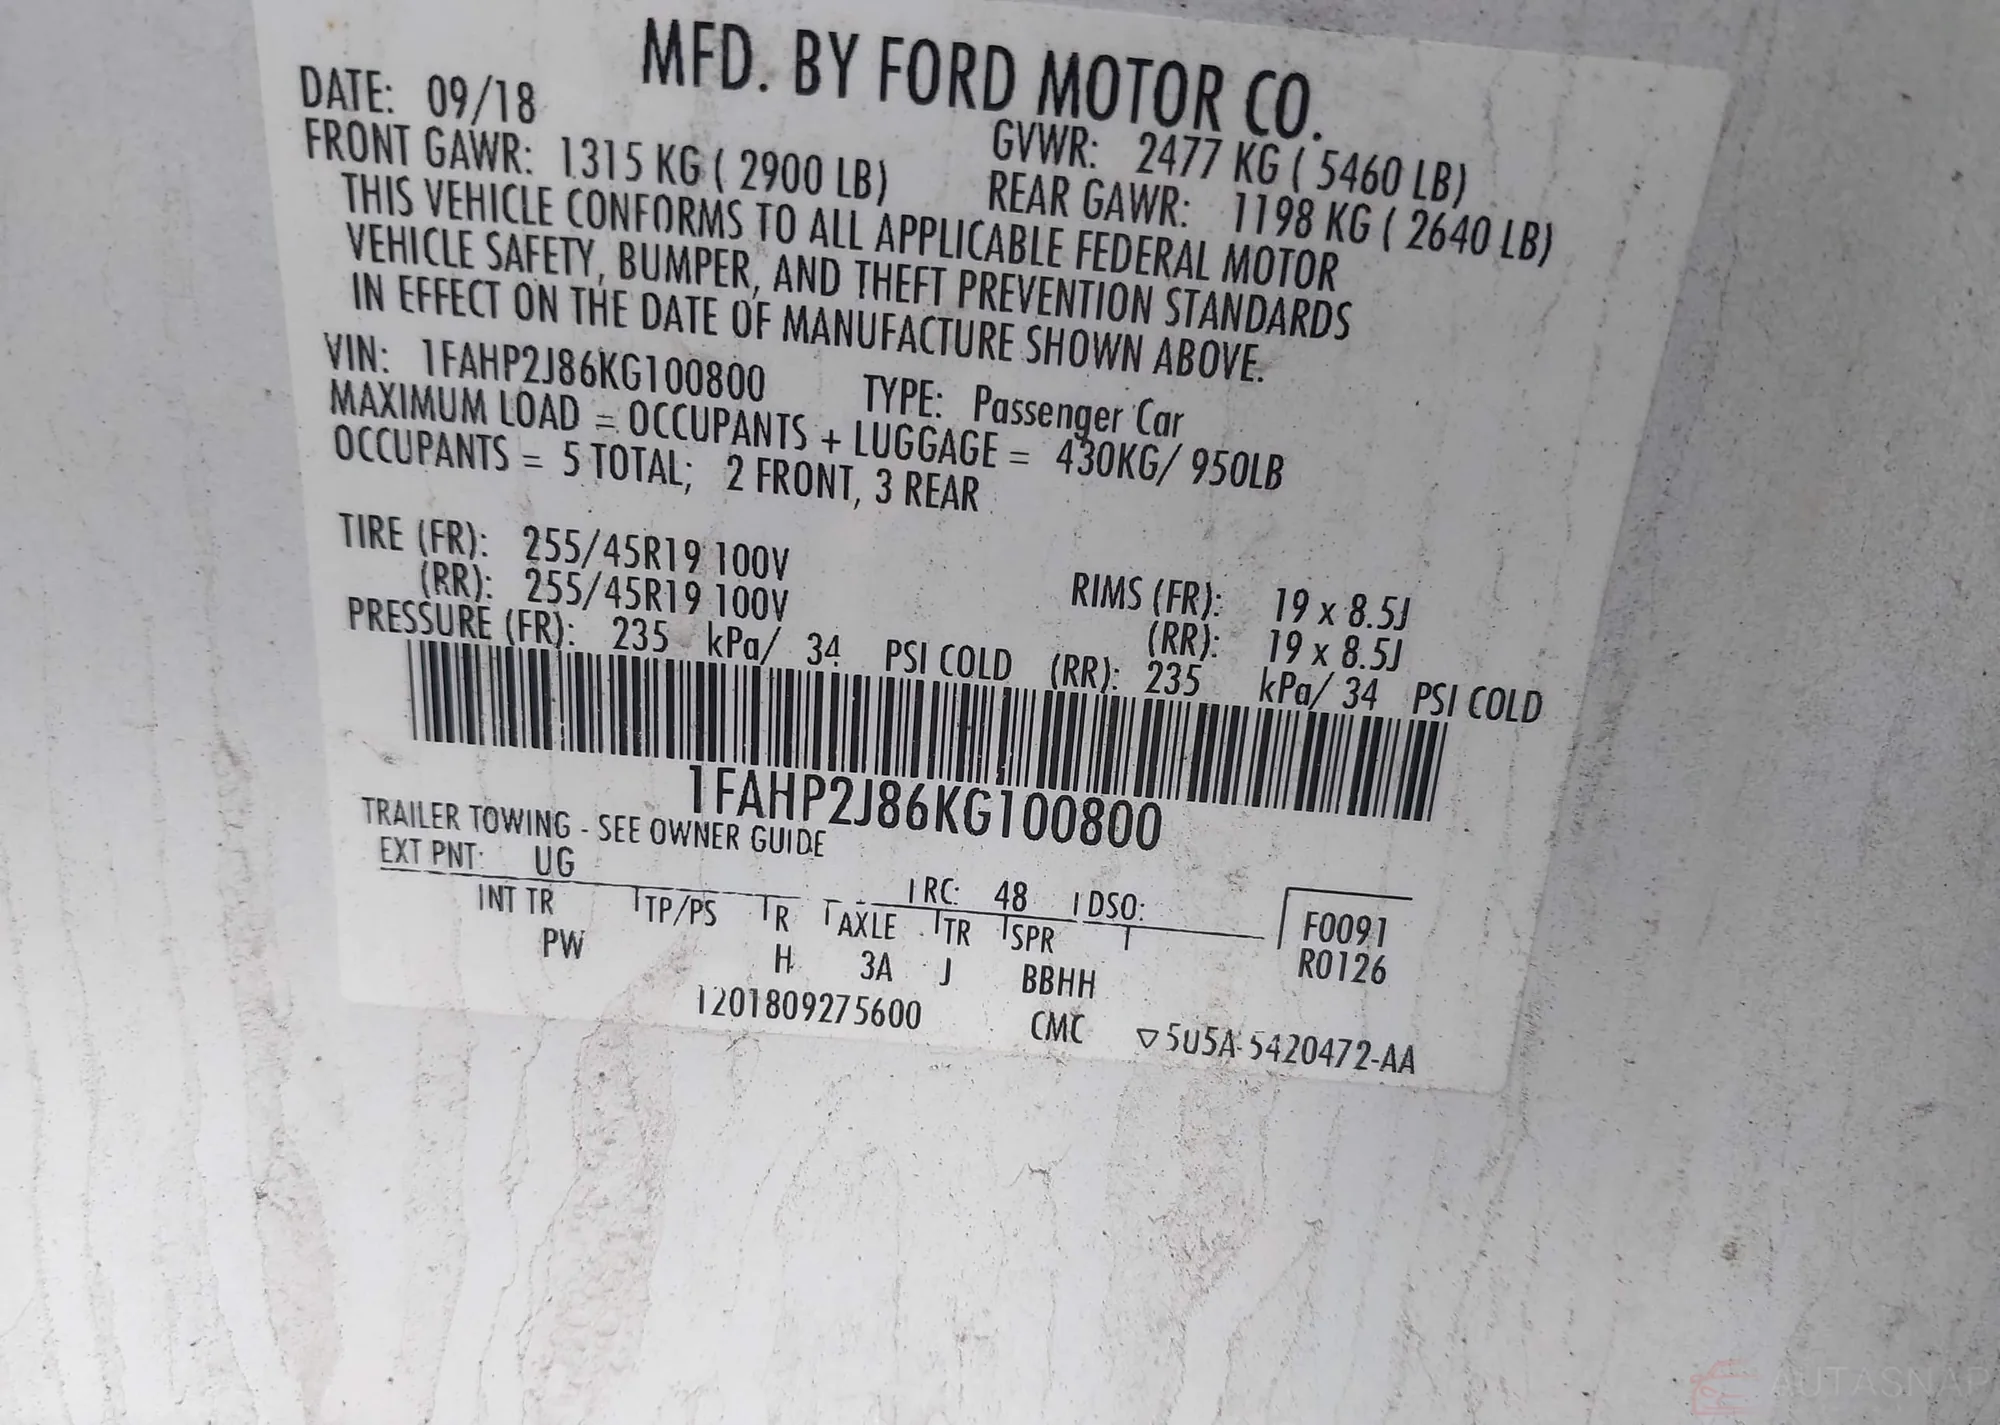 MFD. BY FORD MOTOR CO.
DATE: 09/18
FRONT GAWR: 1315 KG ( 2900 LB)
GVWR: 2477 KG ( 5460 LB)
REAR GAWR: 1198 KG ( 2640 LB)
THIS VEHICLE CONFORMS TO ALL APPLICABLE FEDERAL MOTOR
VEHICLE SAFETY, BUMPER, AND THEFT PREVENTION STANDARDS
IN EFFECT ON THE DATE OF MANUFACTURE SHOWN ABOVE.
VIN: 1FAHP2J86KG100800 TYPE: Passenger Car
MAXIMUM LOAD = OCCUPANTS + LUGGAGE = 430KG/ 950LB
OCCUPANTS = 5 TOTAL; 2 FRONT, 3 REAR
TIRE (FR): 255/45R19 100V RIMS (FR): 19 x 8.5J
(RR): 255/45R19 100V (RR): 19 x 8.5J
PRESSURE (FR): 235 kPa/ 34 PSI COLD (RR): 235 kPa/ 34 PSI COLD
1FAHP2J86KG100800
TRAILER TOWING - SEE OWNER GUIDE
EXT PNT: UG RC: 48 DSO:
INT TR TP/PS R AXLE TR SPR
PW H 3A J BBHH
F0091
R0126
1201809275600 CMC ▽5U5A-5420472-AA
AUTASNAP